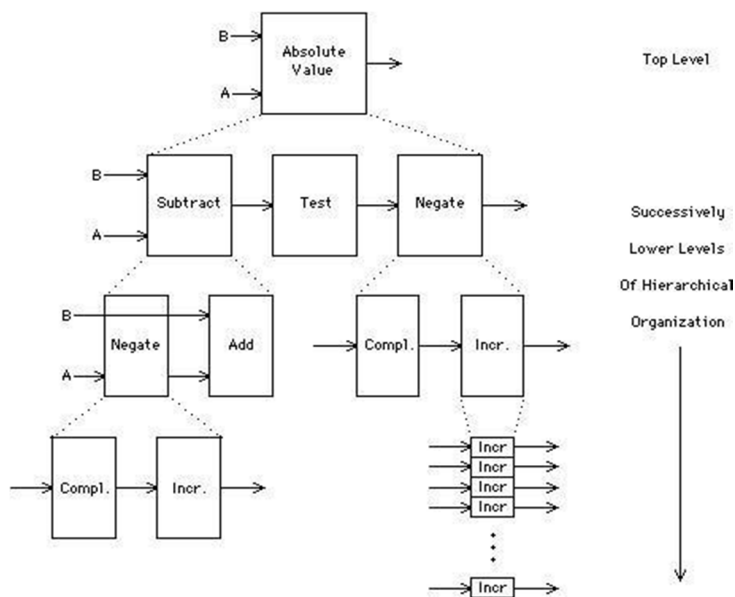 B
Absolute
Value
A
Top Level
B
Subtract
Test
Negate
A
Successively
Lower Levels
Of Hierarchical
Organization
B
Negate
Add
A
Compl.
Incr.
Compl.
Incr.
Incr
Incr
Incr
Incr
Incr